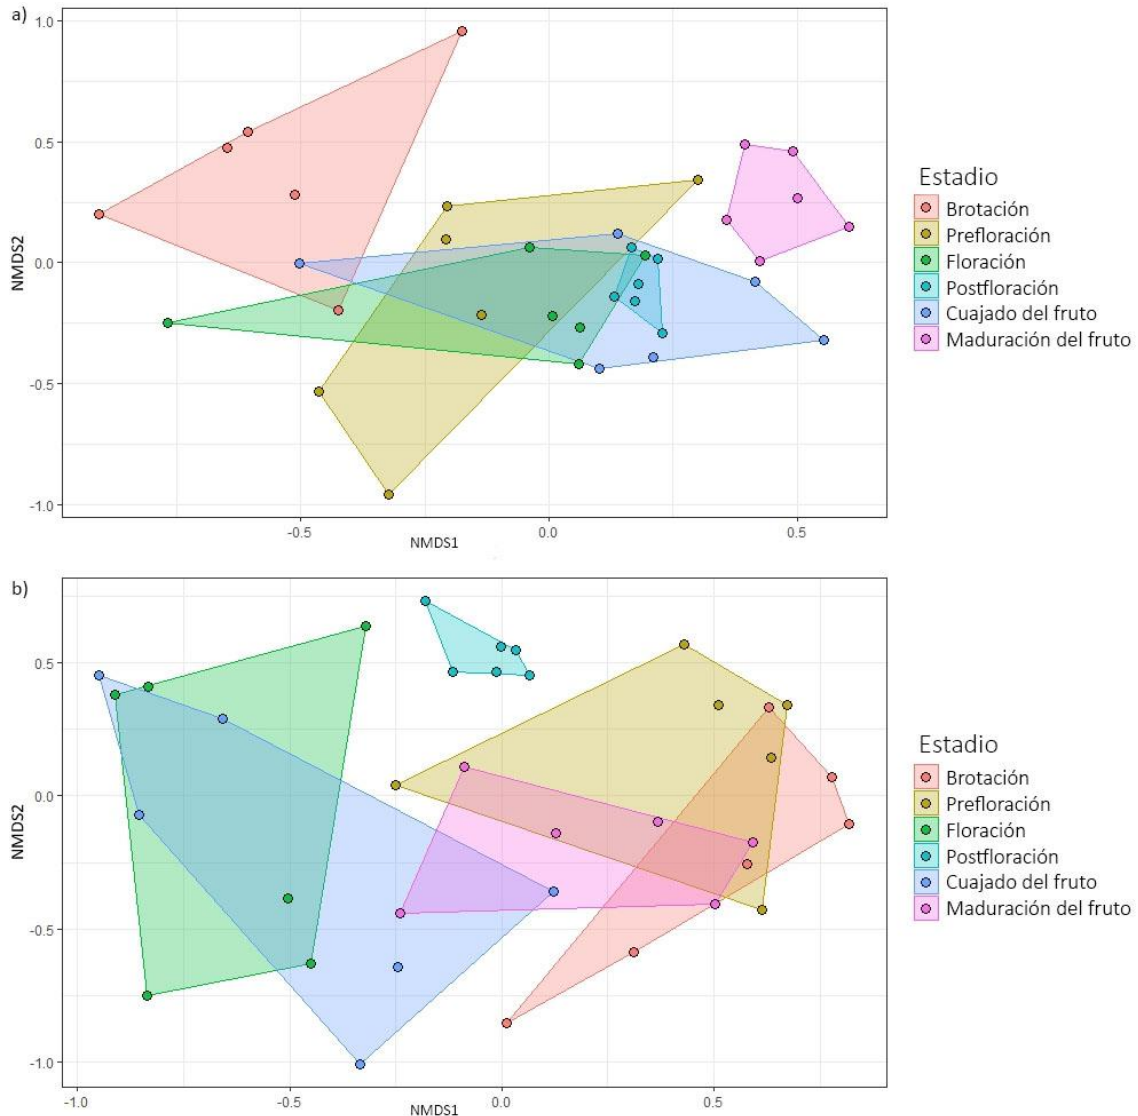 a)
1.0
0.5
0.0
-0.5
-1.0
NMDS2
-0.5
0.0
0.5
NMDS1
Estadio
Brotación
Prefloración
Floración
Postfloración
Cuajado del fruto
Maduración del fruto
b)
0.5
0.0
-0.5
-1.0
NMDS2
-1.0
-0.5
0.0
0.5
NMDS1
Estadio
Brotación
Prefloración
Floración
Postfloración
Cuajado del fruto
Maduración del fruto